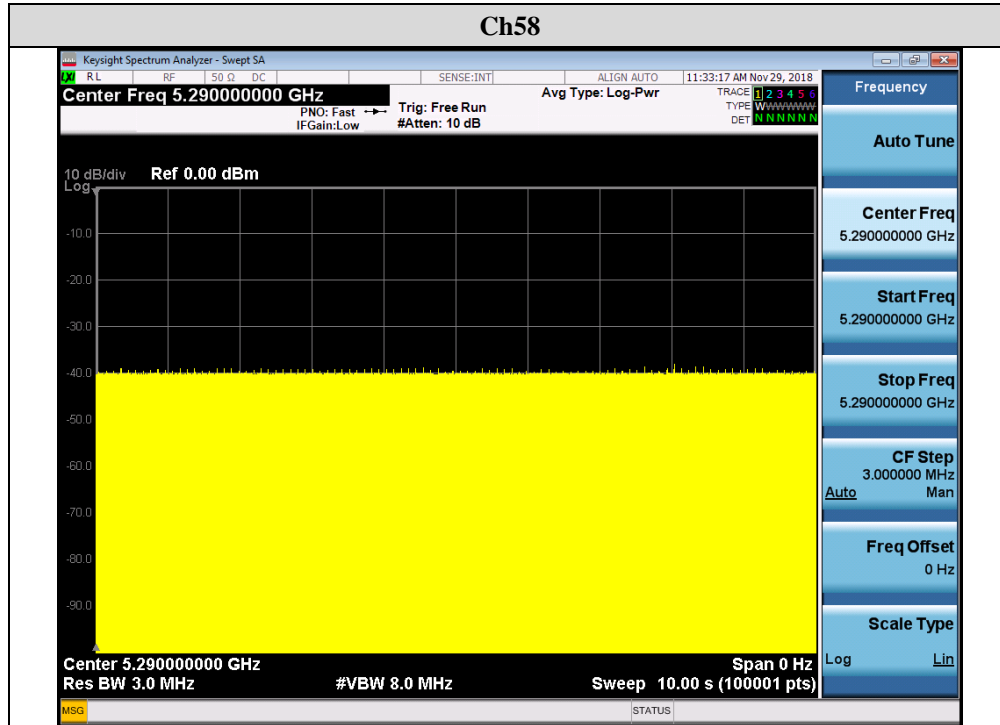 Ch58
Keysight Spectrum Analyzer - Swept SA
LXI RL RF 50 Ω DC SENSE:INT ALIGN AUTO 11:33:17 AM Nov 29, 2018
Center Freq 5.290000000 GHz
PNO: Fast
IFGain:Low
Trig: Free Run
#Atten: 10 dB
Avg Type: Log-Pwr
TRACE 1 2 3 4 5 6
TYPE WWWWWW
DET N N N N N N
10 dB/div Ref 0.00 dBm
Log
-10.0
-20.0
-30.0
-40.0
-50.0
-60.0
-70.0
-80.0
-90.0
Center 5.290000000 GHz Span 0 Hz
Res BW 3.0 MHz #VBW 8.0 MHz Sweep 10.00 s (100001 pts)
MSG STATUS
Frequency
Auto Tune
Center Freq
5.290000000 GHz
Start Freq
5.290000000 GHz
Stop Freq
5.290000000 GHz
CF Step
3.000000 MHz
Auto Man
Freq Offset
0 Hz
Scale Type
Log Lin